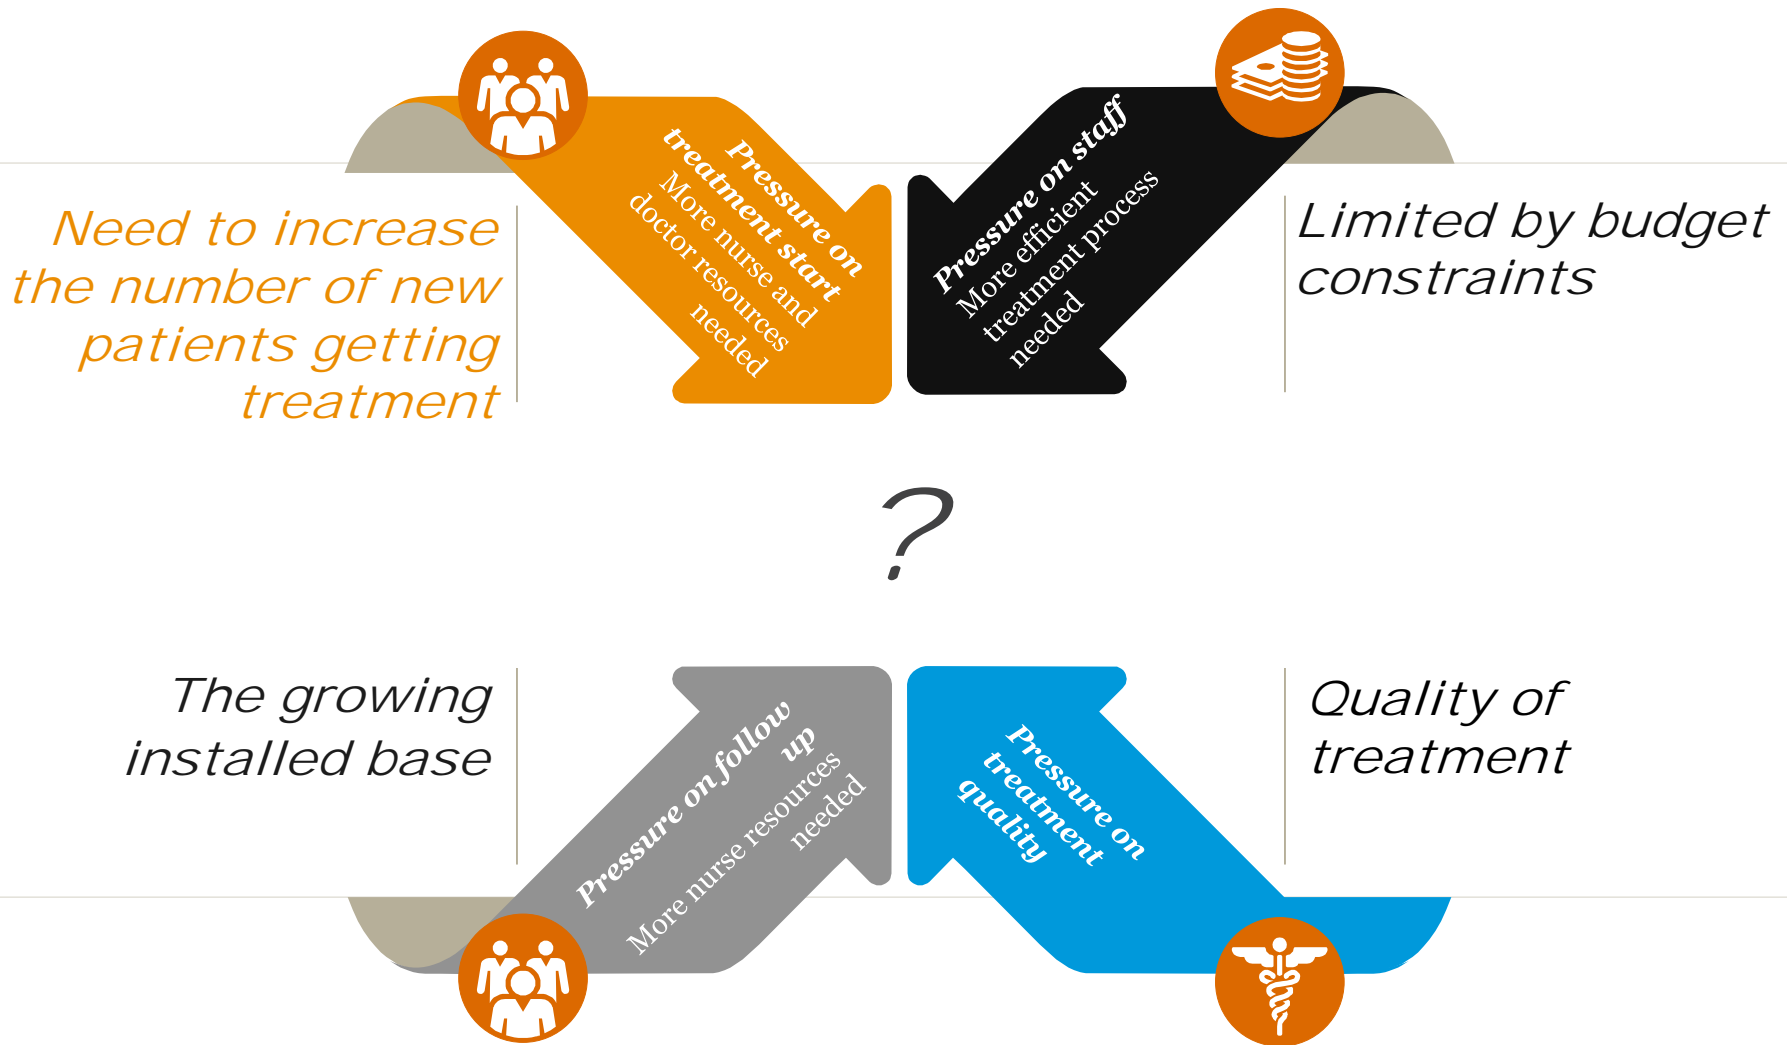 Need to increase
the number of new
patients getting
treatment
Pressure on
treatment start
More nurse and
doctor resources
needed
Pressure on staff
More efficient
treatment process
needed
Limited by budget
constraints
?
The growing
installed base
Pressure on follow
up
More nurse resources
needed
Pressure on
treatment
quality
Quality of
treatment